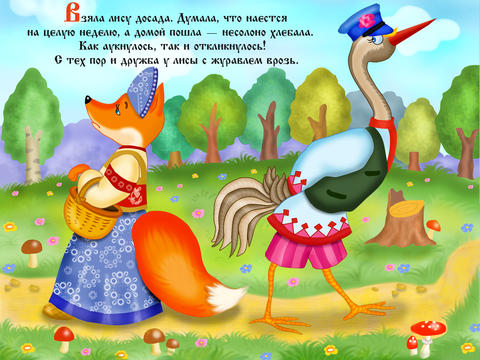 Взяла лису досада. Думала, что наестся
на целую неделю, а домой пошла — несолоно хлебала.
Как аукнулось, так и откликнулось!
С тех пор и дружба у лисы с журавлем врозь.